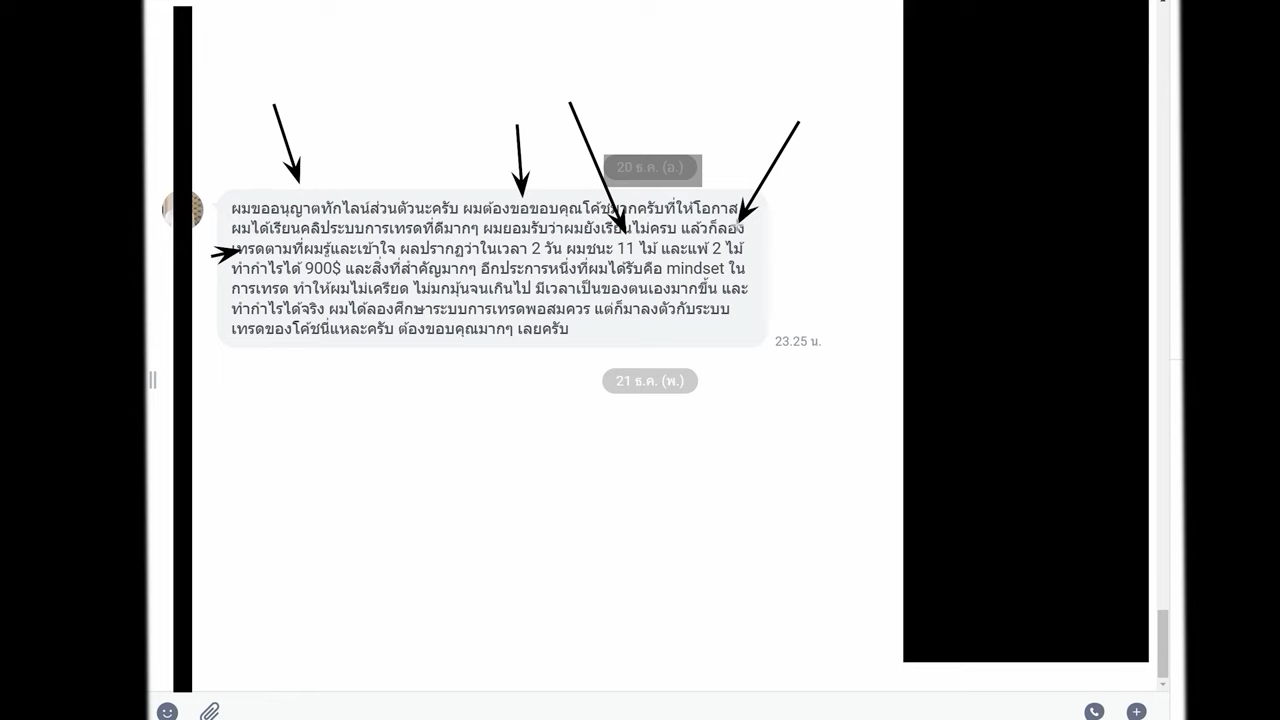 20 ธ.ค. (อ.)
ผมขออนุญาตทักไลน์ส่วนตัวนะครับ ผมต้องขอขอบคุณโค้ชมากครับที่ให้โอกาส
ผมได้เรียนคลิประบบการเทรดที่ดีมากๆ ผมยอมรับว่าผมยังเรียนไม่ครบ แล้วก็ลอง
เทรดตามที่ผมรู้และเข้าใจ ผลปรากฏว่าในเวลา 2 วัน ผมชนะ 11 ไม้ และแพ้ 2 ไม้
ทำกำไรได้ 900$ และสิ่งที่สำคัญมากๆ อีกประการหนึ่งที่ผมได้รับคือ mindset ใน
การเทรด ทำให้ผมไม่เครียด ไม่มกมุ้นจนเกินไป มีเวลาเป็นของตนเองมากขึ้น และ
ทำกำไรได้จริง ผมได้ลองศึกษาระบบการเทรดพอสมควร แต่ก็มาลงตัวกับระบบ
เทรดของโค้ชนี่แหละครับ ต้องขอบคุณมากๆ เลยครับ
23.25 น.
21 ธ.ค. (พ.)